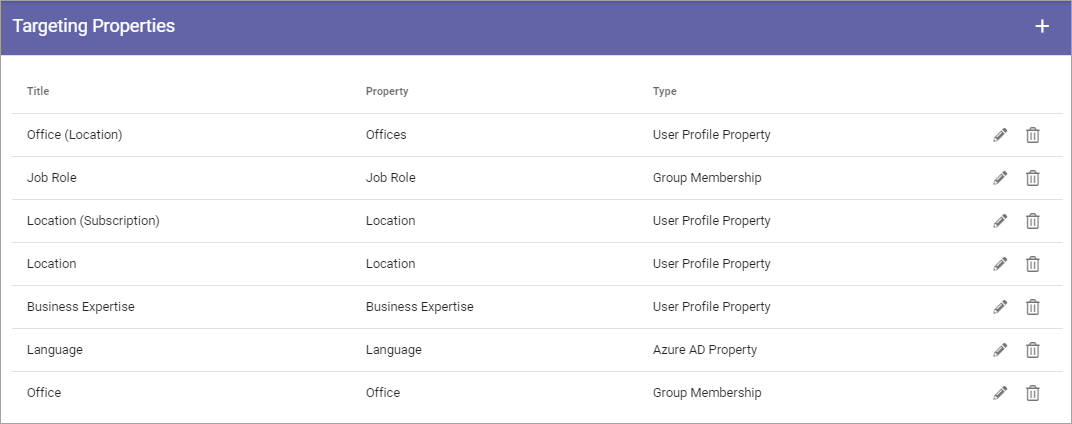 Targeting Properties
Title Property Type
Office (Location) Offices User Profile Property
Job Role Job Role Group Membership
Location (Subscription) Location User Profile Property
Location Location User Profile Property
Business Expertise Business Expertise User Profile Property
Language Language Azure AD Property
Office Office Group Membership